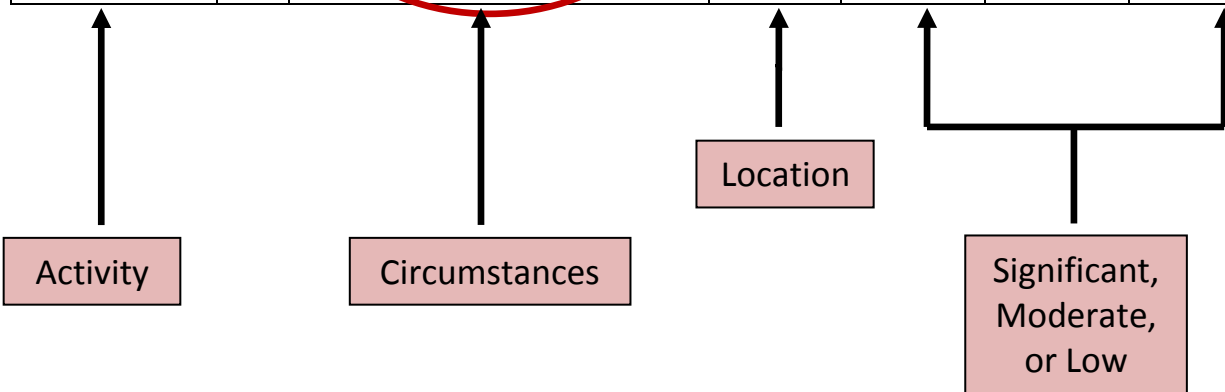 Location
Activity
Circumstances
Significant,
Moderate,
or Low